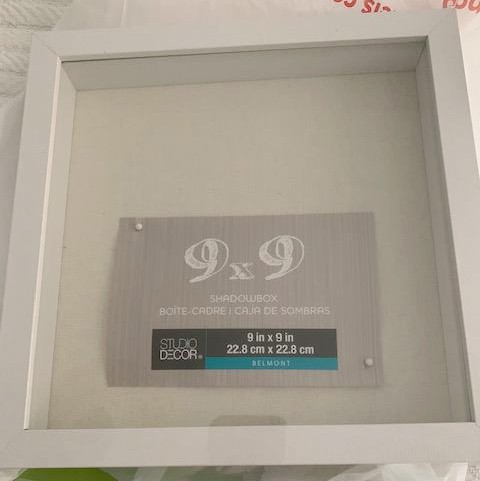 9x9
SHADOWBOX
BOÎTE-CADRE | CAJA DE SOMBRAS
STUDIO
DECOR®
9 in x 9 in
22.8 cm x 22.8 cm
BELMONT